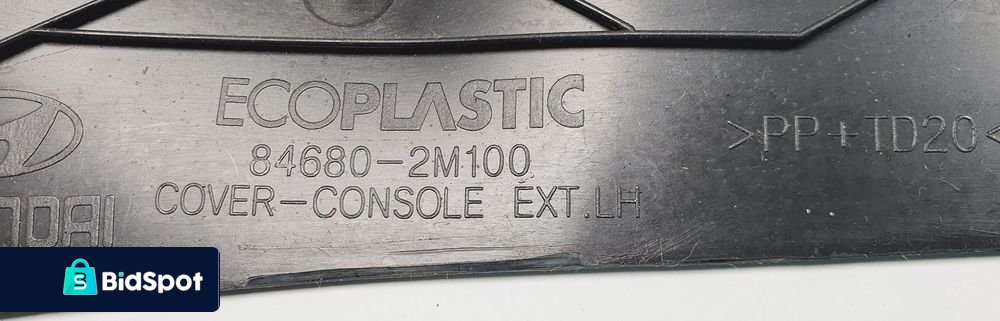 ECOPLASTIC
84680-2M100
COVER-CONSOLE EXT.LH
>PP+TD20<
BidSpot